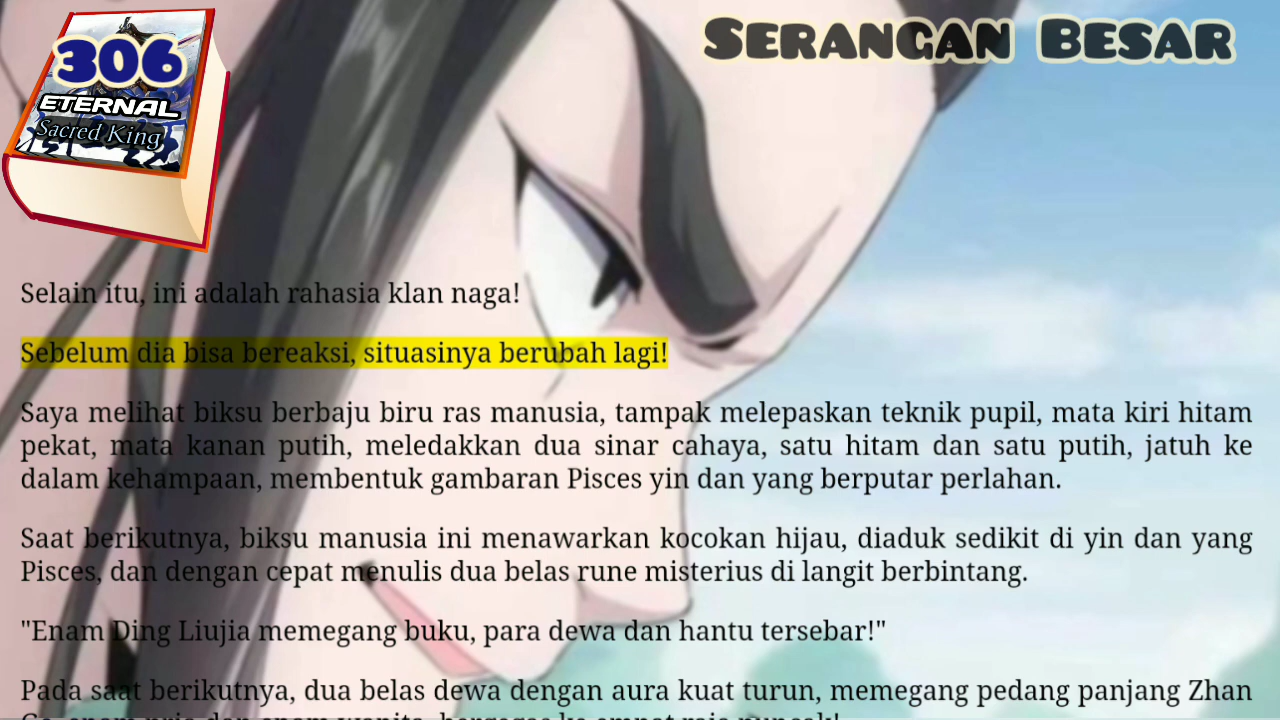 306
ETERNAL
Sacred King
SERANGAN BESAR
Selain itu, ini adalah rahasia klan naga!
Sebelum dia bisa bereaksi, situasinya berubah lagi!
Saya melihat biksu berbaju biru ras manusia, tampak melepaskan teknik pupil, mata kiri hitam
pekat, mata kanan putih, meledakkan dua sinar cahaya, satu hitam dan satu putih, jatuh ke
dalam kehampaan, membentuk gambaran Pisces yin dan yang berputar perlahan.
Saat berikutnya, biksu manusia ini menawarkan kocokan hijau, diaduk sedikit di yin dan yang
Pisces, dan dengan cepat menulis dua belas rune misterius di langit berbintang.
"Enam Ding Liujia memegang buku, para dewa dan hantu tersebar!"
Pada saat berikutnya, dua belas dewa dengan aura kuat turun, memegang pedang panjang Zhan